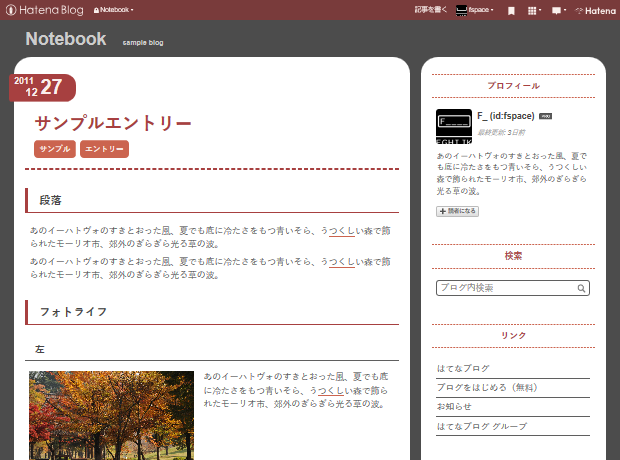 Hatena Blog
Notebook
記事を書く
fspace
Hatena
Notebook
sample blog
2011
12 27
サンプルエントリー
サンプル エントリー
段落
あのイーハトヴォのすきとおった風、夏でも底に冷たさをもつ青いそら、うつくしい森で飾
られたモーリオ市、郊外のぎらぎら光る草の波。
あのイーハトヴォのすきとおった風、夏でも底に冷たさをもつ青いそら、うつくしい森で飾
られたモーリオ市、郊外のぎらぎら光る草の波。
フォトライフ
左
あのイーハトヴォのすきとおった風、夏でも底
に冷たさをもつ青いそら、うつくしい森で飾ら
れたモーリオ市、郊外のぎらぎら光る草の波。
プロフィール
F____
F_ (id:fspace) PRO
最終更新: 3日前
あのイーハトヴォのすきとおった風、夏で
も底に冷たさをもつ青いそら、うつくしい
森で飾られたモーリオ市、郊外のぎらぎら
光る草の波。
読者になる
検索
ブログ内検索
リンク
はてなブログ
ブログをはじめる（無料）
お知らせ
はてなブログ グループ